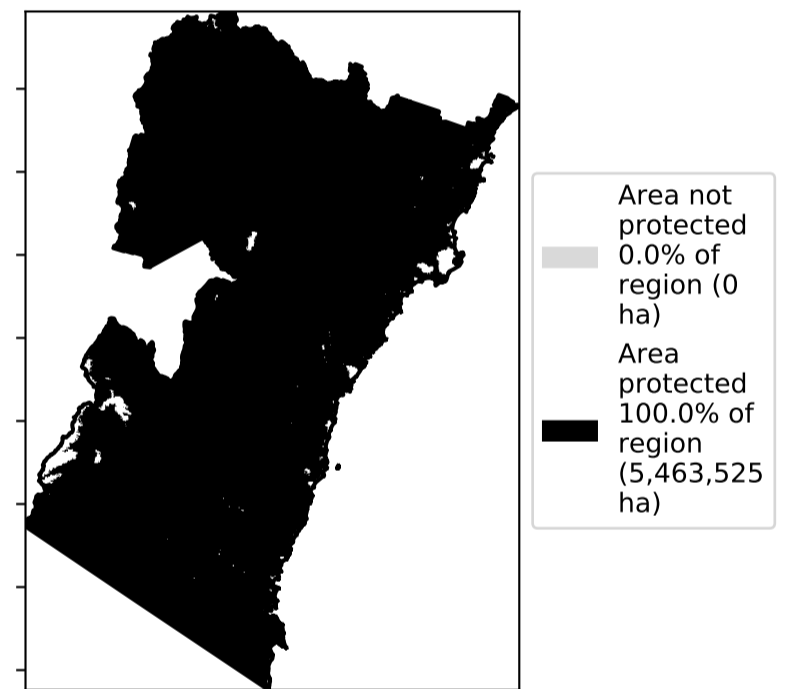 Area not
protected
0.0% of
region (0
ha)
Area
protected
100.0% of
region
(5,463,525
ha)